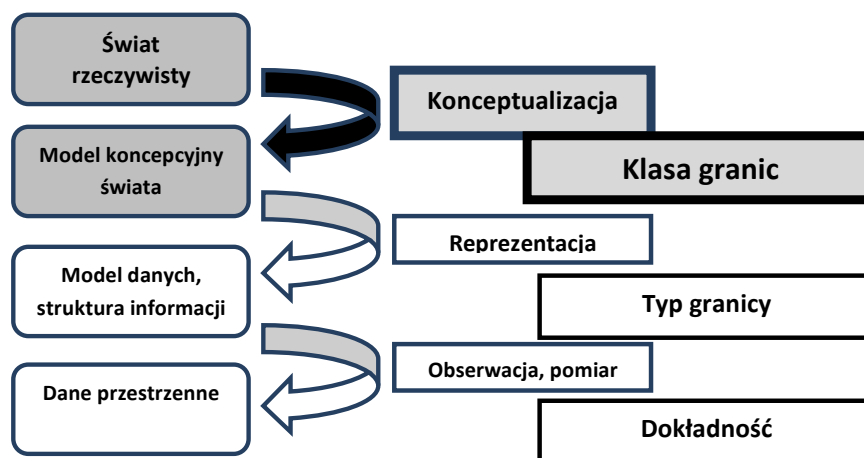 Świat
rzeczywisty
Konceptualizacja
Model koncepcyjny
świata
Klasa granic
Reprezentacja
Model danych,
struktura informacji
Typ granicy
Obserwacja, pomiar
Dane przestrzenne
Dokładność